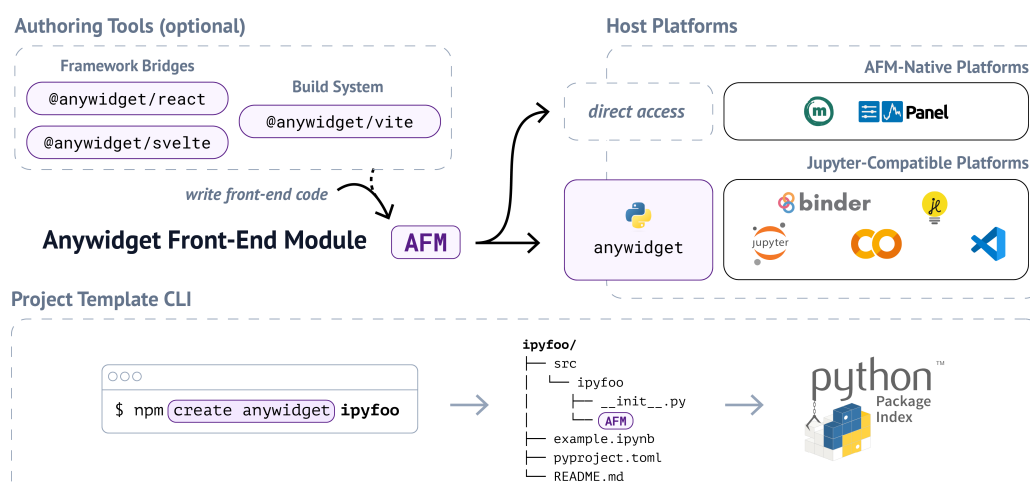 Authoring Tools (optional)
Framework Bridges
@anywidget/react
@anywidget/svelte
Build System
@anywidget/vite
write front-end code
Anywidget Front-End Module
AFM
Host Platforms
AFM-Native Platforms
direct access
m
Panel
Jupyter-Compatible Platforms
anywidget
binder
jl
jupyter
Project Template CLI
$ npm create anywidget ipyfoo
ipyfoo/
├── src
│   └── ipyfoo
│       ├── __init__.py
│       └── AFM
├── example.ipynb
├── pyproject.toml
└── README.md
python™
Package
Index